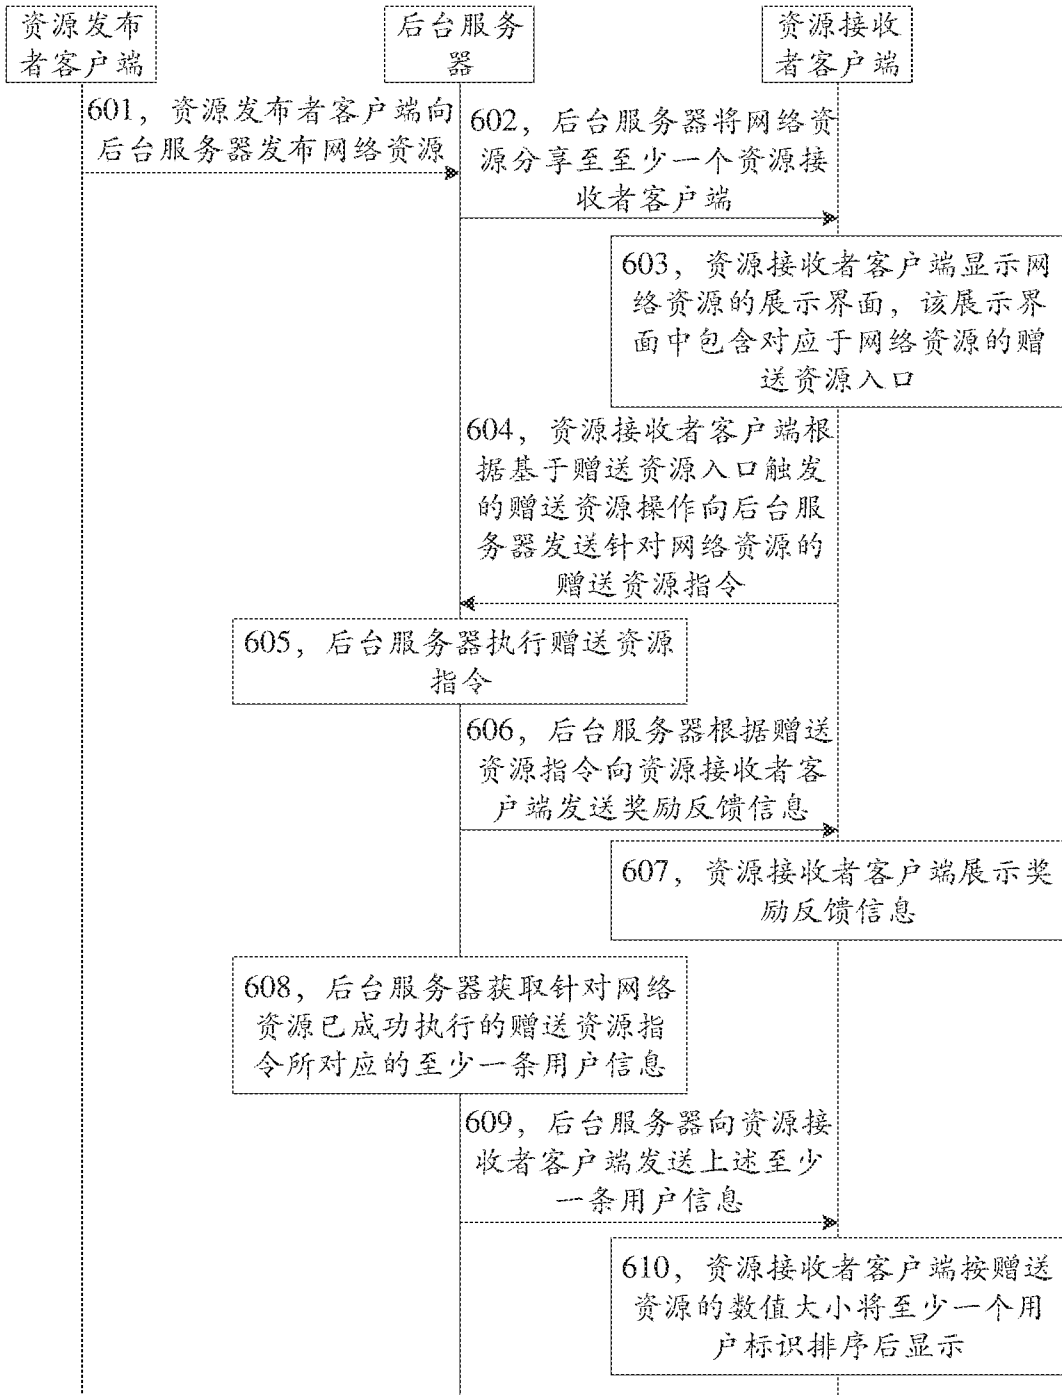 资源发布
者客户端
后台服务
器
资源接收
者客户端
601，资源发布者客户端向
后台服务器发布网络资源
602，后台服务器将网络资
源分享至至少一个资源接
收者客户端
603，资源接收者客户端显示网
络资源的展示界面，该展示界
面中包含对应于网络资源的赠
送资源入口
604，资源接收者客户端根
据基于赠送资源入口触发
的赠送资源操作向后台服
务器发送针对网络资源的
赠送资源指令
605，后台服务器执行赠送资源
指令
606，后台服务器根据赠送
资源指令向资源接收者客
户端发送奖励反馈信息
607，资源接收者客户端展示奖
励反馈信息
608，后台服务器获取针对网络
资源已成功执行的赠送资源指
令所对应的至少一条用户信息
609，后台服务器向资源接
收者客户端发送上述至少
一条用户信息
610，资源接收者客户端按赠送
资源的数值大小将至少一个用
户标识排序后显示